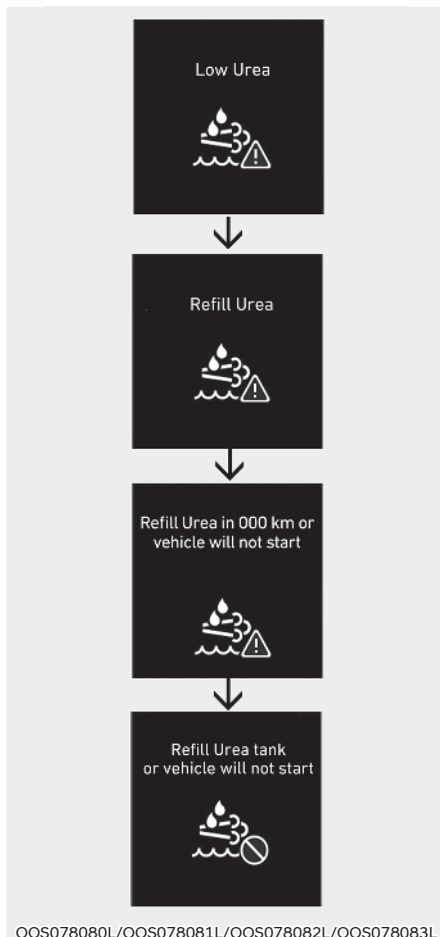 Low Urea
Refill Urea
Refill Urea in 000 km or
vehicle will not start
Refill Urea tank
or vehicle will not start
OOS078080L/OOS078081L/OOS078082L/OOS078083L